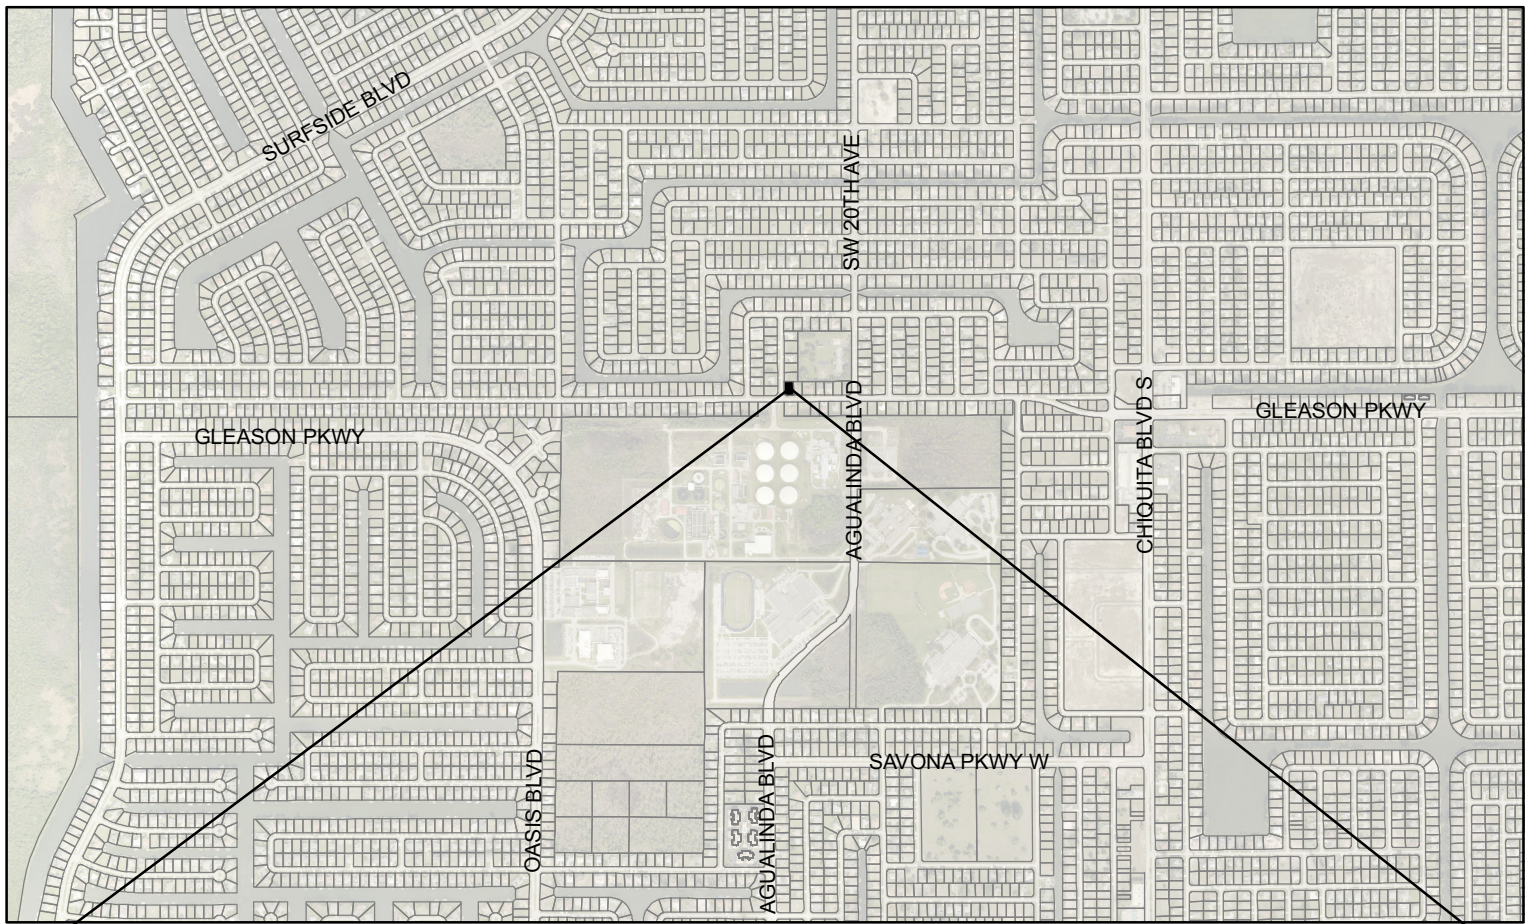 SURFSIDE BLVD
SW 20TH AVE
GLEASON PKWY
GLEASON PKWY
AGUALINDA BLVD
CHIQUITA BLVD S
OASIS BLVD
AGUALINDA BLVD
SAVONA PKWY W